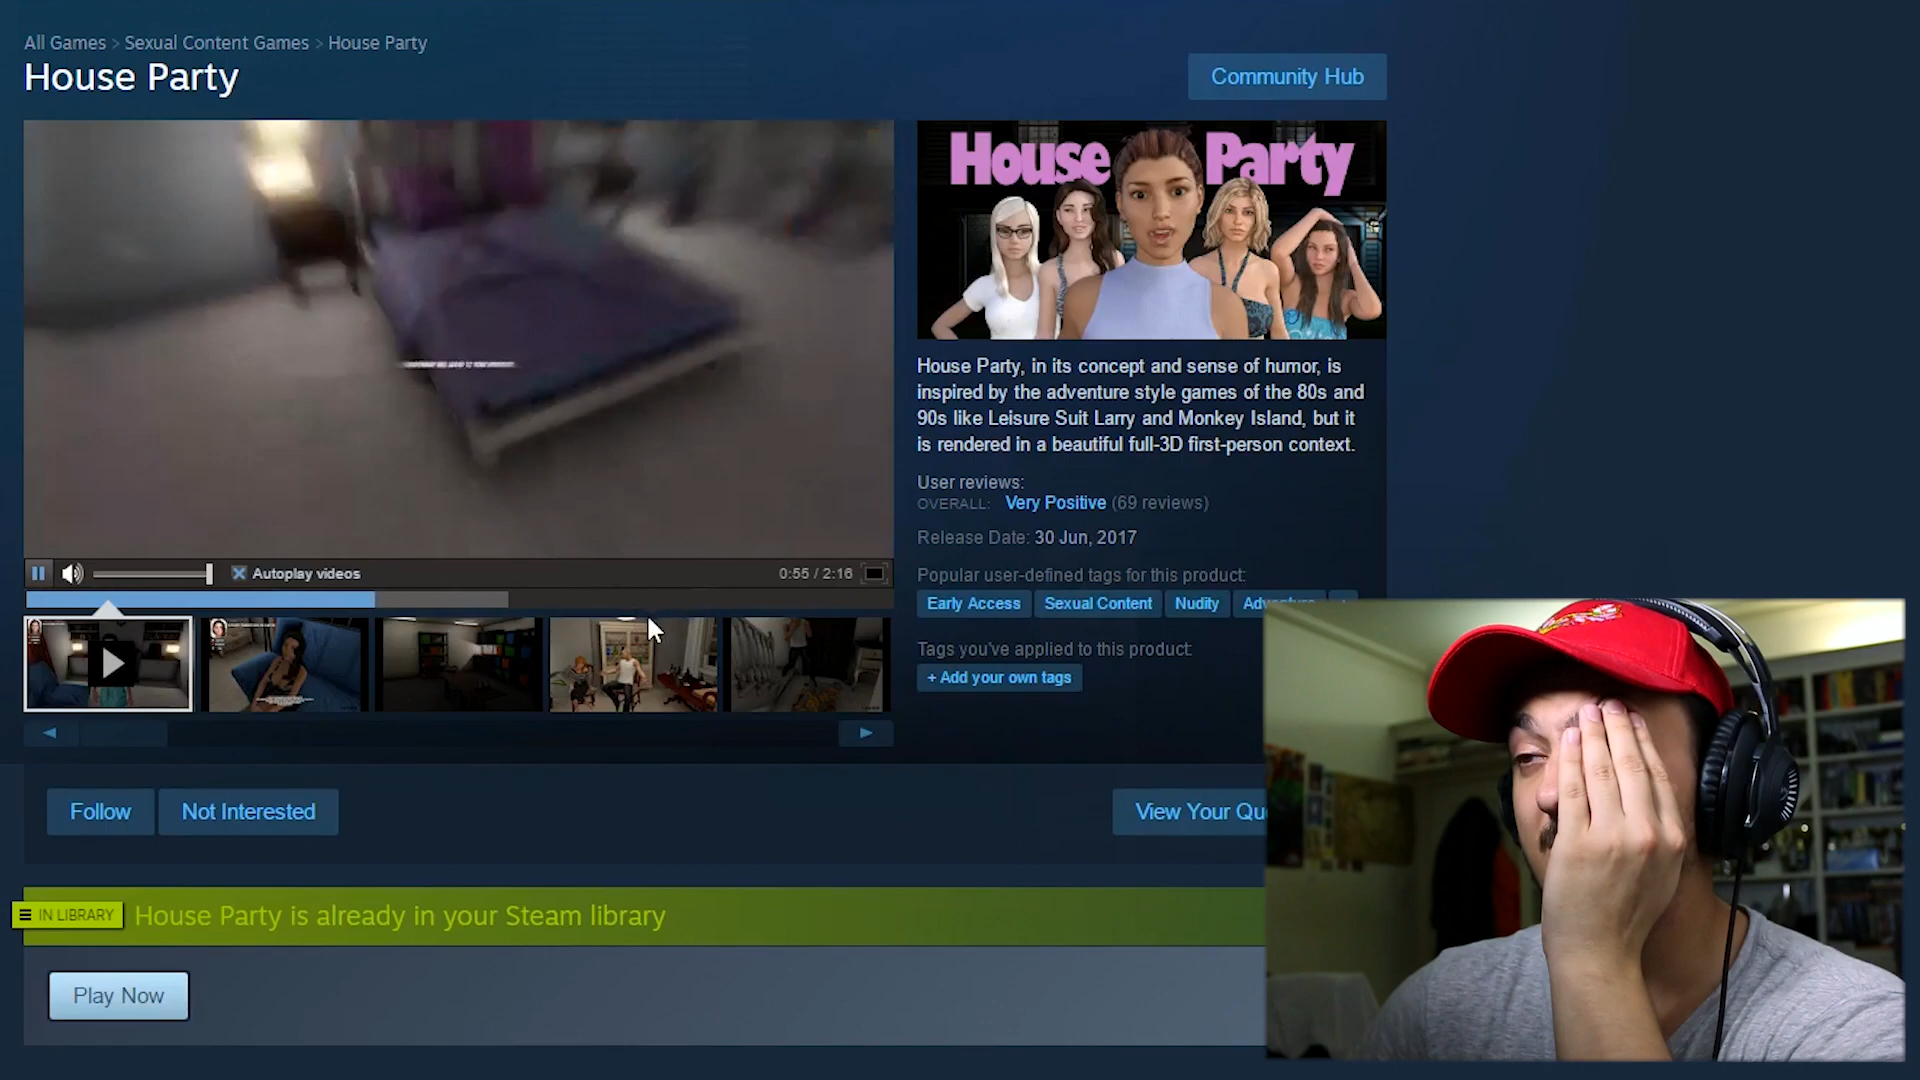 All Games > Sexual Content Games > House Party
House Party
Community Hub
House Party
House Party, in its concept and sense of humor, is
inspired by the adventure style games of the 80s and
90s like Leisure Suit Larry and Monkey Island, but it
is rendered in a beautiful full-3D first-person context.
User reviews:
OVERALL: Very Positive (69 reviews)
Release Date: 30 Jun, 2017
Autoplay videos
0:55 / 2:16
Popular user-defined tags for this product:
Early Access Sexual Content Nudity Adventure
Tags you've applied to this product:
+ Add your own tags
Follow
Not Interested
View Your Qu
IN LIBRARY
House Party is already in your Steam library
Play Now